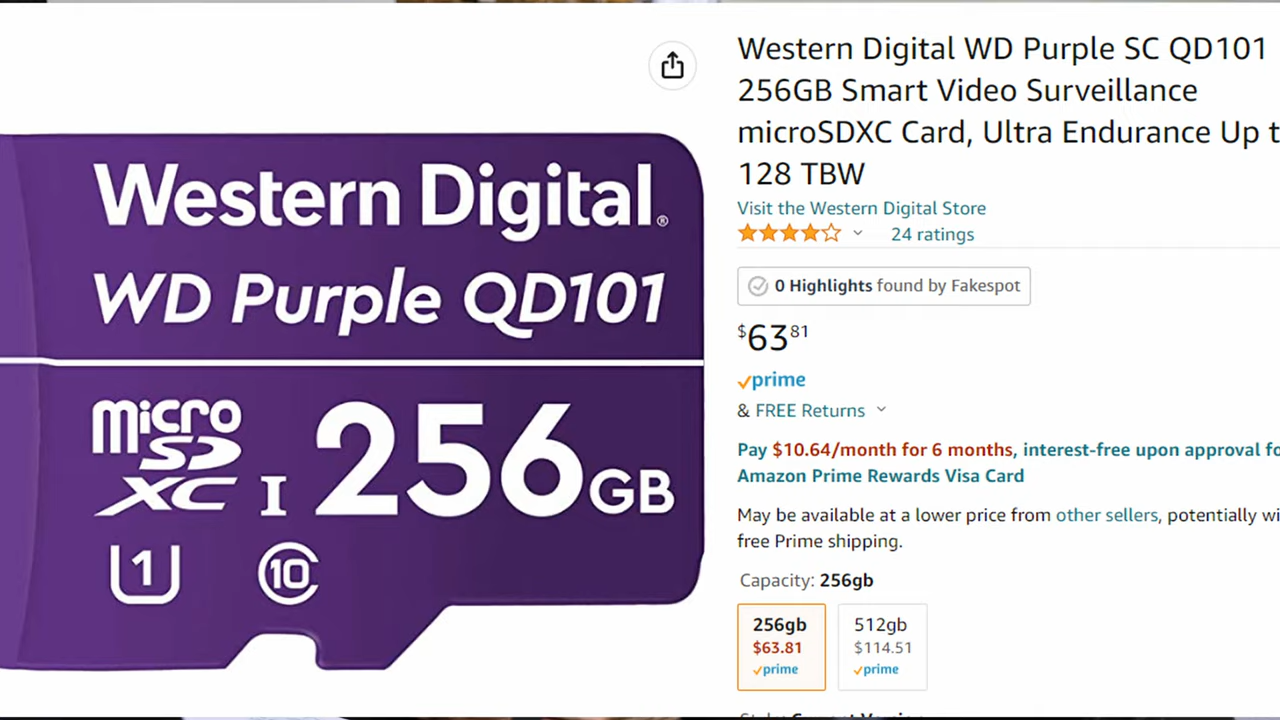 Western Digital®
WD Purple QD101
micro
SD
XC I 256GB
1 10
Western Digital WD Purple SC QD101
256GB Smart Video Surveillance
microSDXC Card, Ultra Endurance Up t
128 TBW
Visit the Western Digital Store
24 ratings
0 Highlights found by Fakespot
$6381
prime
& FREE Returns
Pay $10.64/month for 6 months, interest-free upon approval fo
Amazon Prime Rewards Visa Card
May be available at a lower price from other sellers, potentially wi
free Prime shipping.
Capacity: 256gb
256gb 512gb
$63.81 $114.51
prime prime